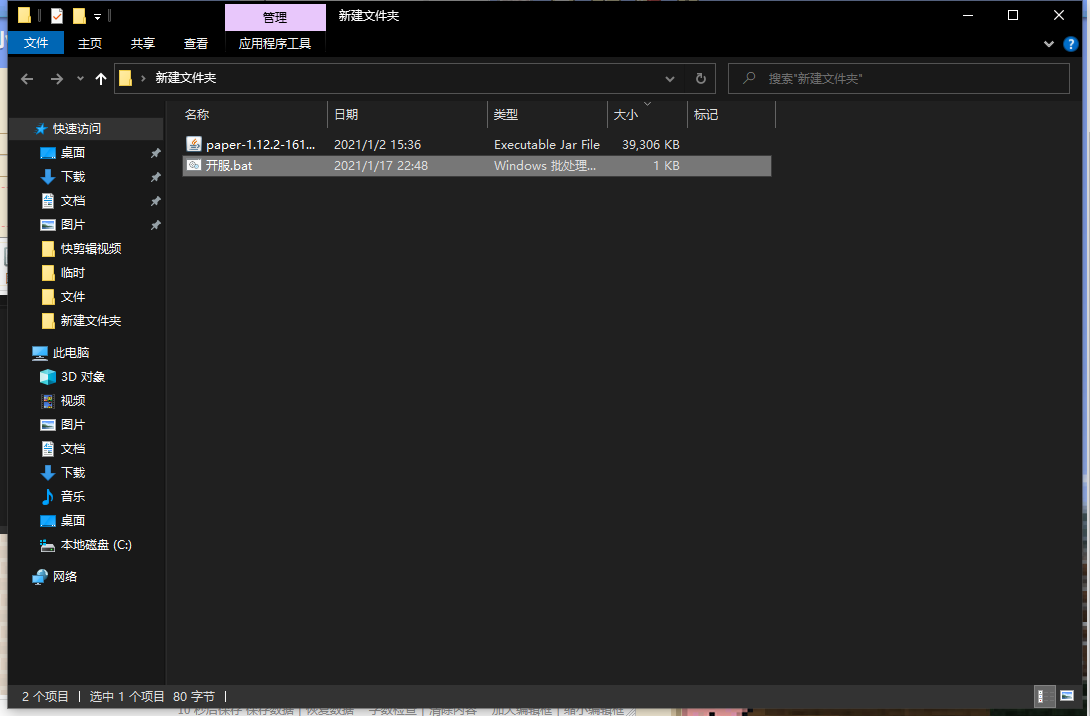 管理
新建文件夹
文件
主页
共享
查看
应用程序工具
新建文件夹
搜索"新建文件夹"
名称
日期
类型
大小
标记
paper-1.12.2-161...
2021/1/2 15:36
Executable Jar File
39,306 KB
开服.bat
2021/1/17 22:48
Windows 批处理...
1 KB
快速访问
桌面
下载
文档
图片
快剪辑视频
临时
文件
新建文件夹
此电脑
3D 对象
视频
图片
文档
下载
音乐
桌面
本地磁盘 (C:)
网络
2 个项目
选中 1 个项目 80 字节
10 秒后保存 保存数据 | 恢复数据 字数检查 | 清除内容 加大编辑框 | 缩小编辑框